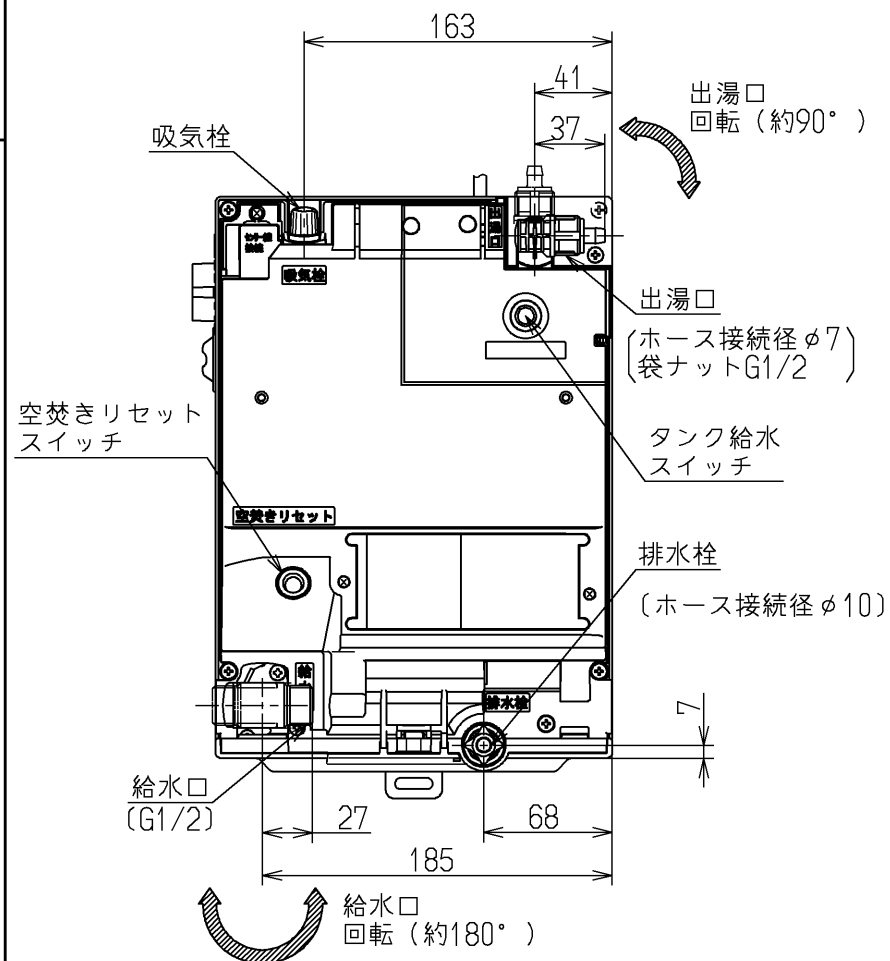 163
41
37
出湯口
回転（約90°）
吸気栓
出湯口
吸気栓
出湯口
（ホース接続径φ7
袋ナットG1/2）
空焚きリセット
スイッチ
タンク給水
スイッチ
空焚きリセット
排水栓
（ホース接続径φ10）
排水栓
7
給水口
（G1/2）
27
68
185
給水口
回転（約180°）